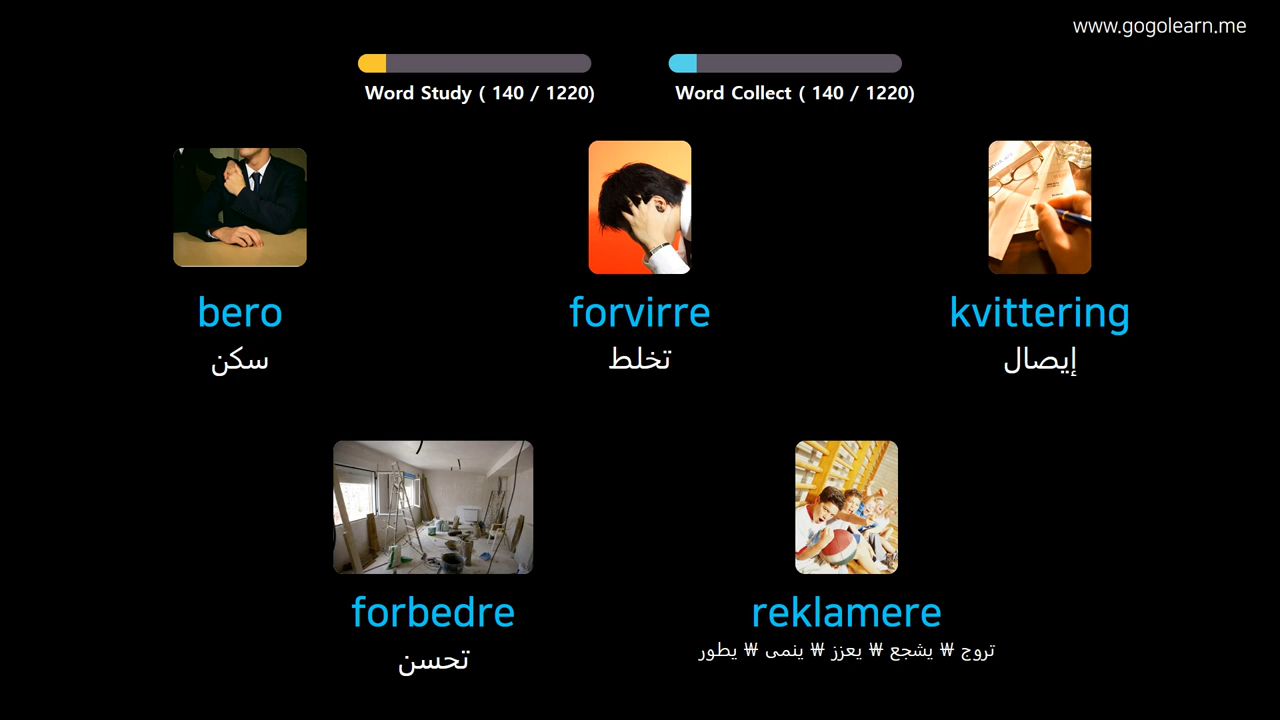 www.gogolearn.me
Word Study ( 140 / 1220)
Word Collect ( 140 / 1220)
bero
سكن
forvirre
تخلط
kvittering
إيصال
forbedre
تحسن
reklamere
تروج ₩ يشجع ₩ يعزز ₩ ينمى ₩ يطور